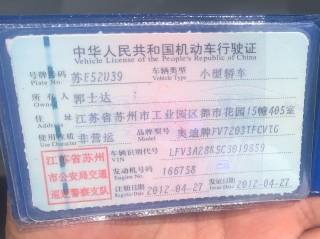 中华人民共和国机动车行驶证
Vehicle License of the People's Republic of China
号牌号码 苏E52U39 车辆类型 小型轿车
Plate No. Vehicle Type
所有人 郭士达
Owner
住址 江苏省苏州市工业园区都市花园15幢405室
Address
使用性质 非营运 品牌型号 奥迪牌FV7203TFCVTG
Use Character Model
江苏省苏州
市公安局交通
巡逻警察支队
车辆识别代号
VIN
发动机号码 166758
Engine No.
注册日期 2012-04-27 发证日期 2012-04-27
Register Date Issue Date